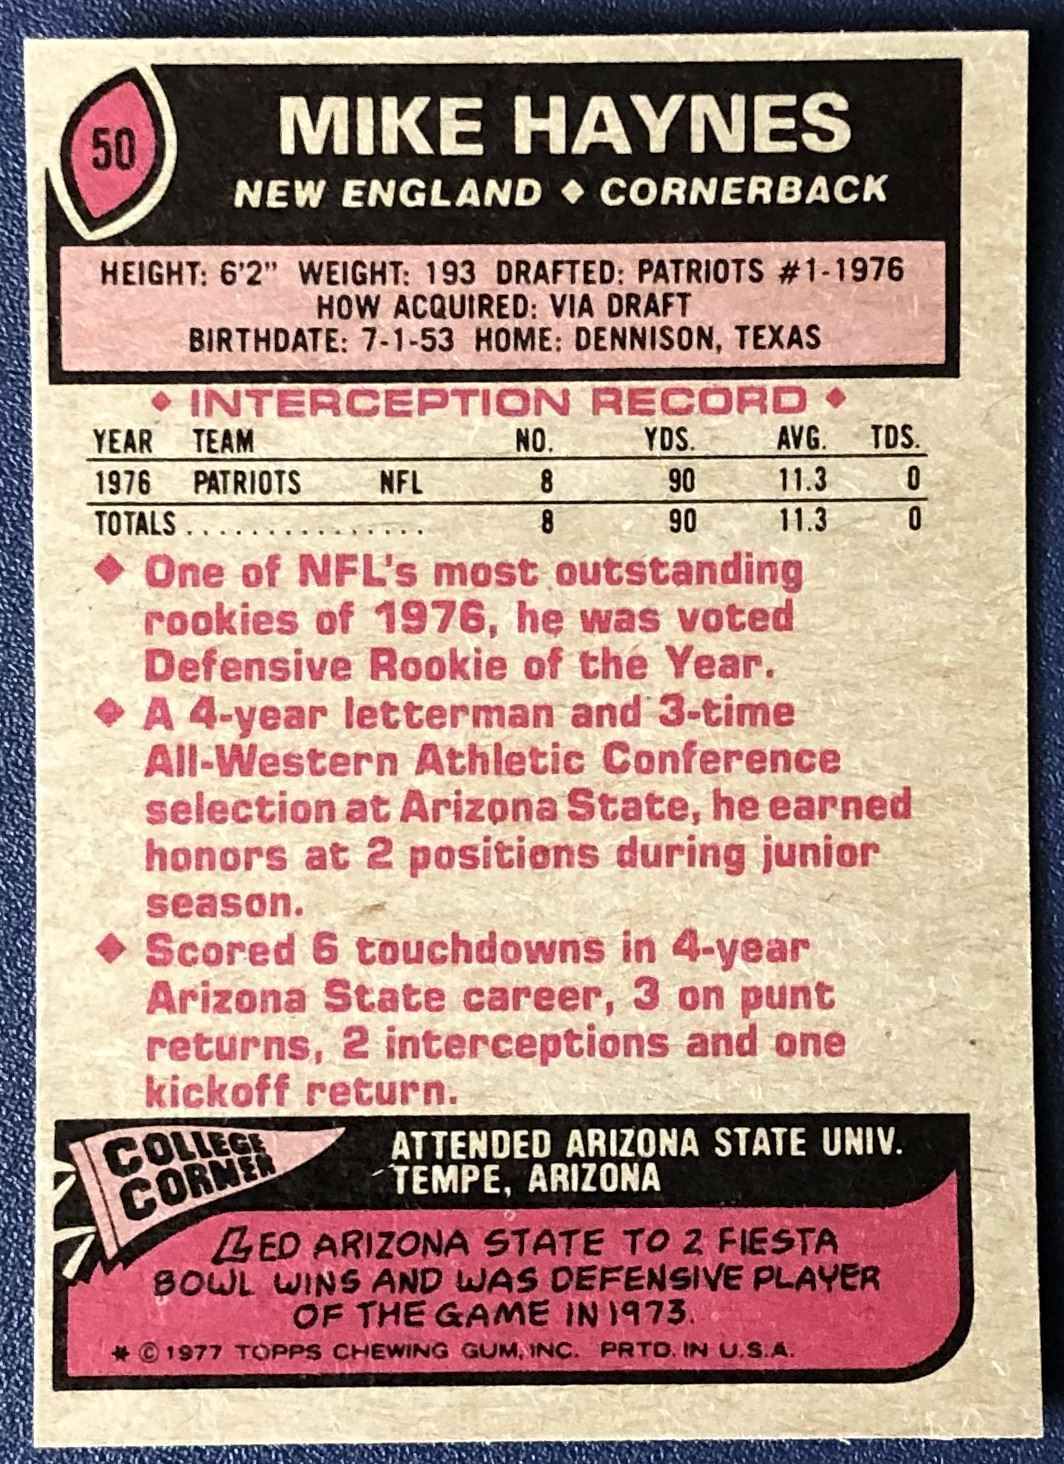 50
MIKE HAYNES
NEW ENGLAND ◆ CORNERBACK
HEIGHT: 6'2" WEIGHT: 193 DRAFTED: PATRIOTS #1-1976
HOW ACQUIRED: VIA DRAFT
BIRTHDATE: 7-1-53 HOME: DENNISON, TEXAS
◆ INTERCEPTION RECORD ◆
YEAR TEAM NO. YDS. AVG. TDS.
1976 PATRIOTS NFL 8 90 11.3 0
TOTALS............... 8 90 11.3 0
◆ One of NFL's most outstanding
rookies of 1976, he was voted
Defensive Rookie of the Year.
◆ A 4-year letterman and 3-time
All-Western Athletic Conference
selection at Arizona State, he earned
honors at 2 positions during junior
season.
◆ Scored 6 touchdowns in 4-year
Arizona State career, 3 on punt
returns, 2 interceptions and one
kickoff return.
COLLEGE
CORNER
ATTENDED ARIZONA STATE UNIV.
TEMPE, ARIZONA
LED ARIZONA STATE TO 2 FIESTA
BOWL WINS AND WAS DEFENSIVE PLAYER
OF THE GAME IN 1973.
* © 1977 TOPPS CHEWING GUM, INC. PRTD. IN U.S.A.